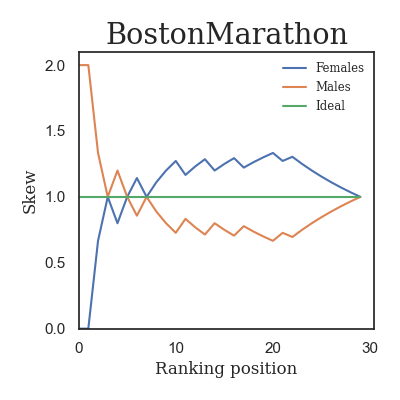 BostonMarathon
2.0
1.5
1.0
0.5
0.0
Skew
Females
Males
Ideal
0 10 20 30
Ranking position